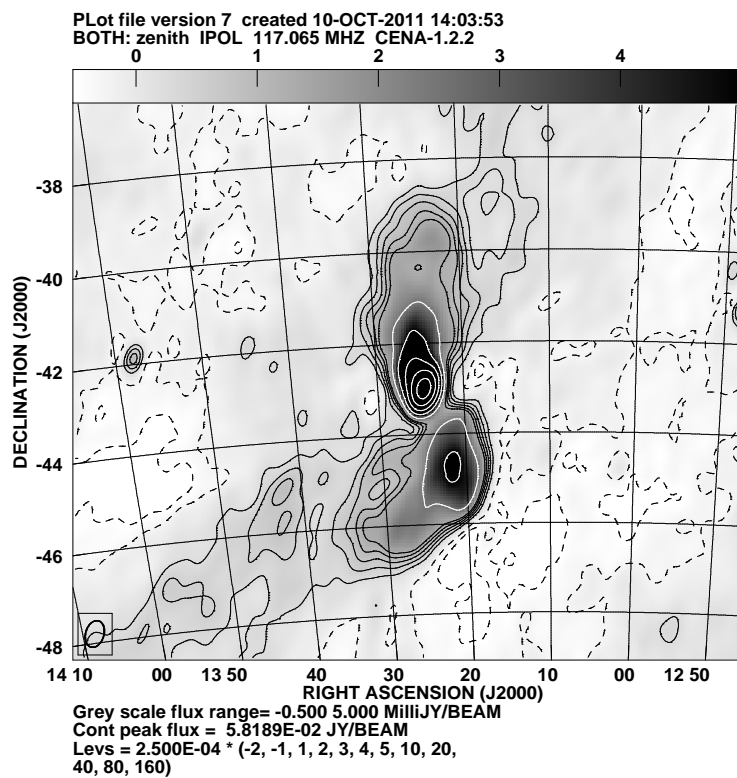 PLot file version 7 created 10-OCT-2011 14:03:53
BOTH: zenith IPOL 117.065 MHZ CENA-1.2.2
0 1 2 3 4
-38
-40
-42
-44
-46
-48
DECLINATION (J2000)
14 10 00 13 50 40 30 20 10 00 12 50
RIGHT ASCENSION (J2000)
Grey scale flux range= -0.500 5.000 MilliJY/BEAM
Cont peak flux = 5.8189E-02 JY/BEAM
Levs = 2.500E-04 * (-2, -1, 1, 2, 3, 4, 5, 10, 20,
40, 80, 160)